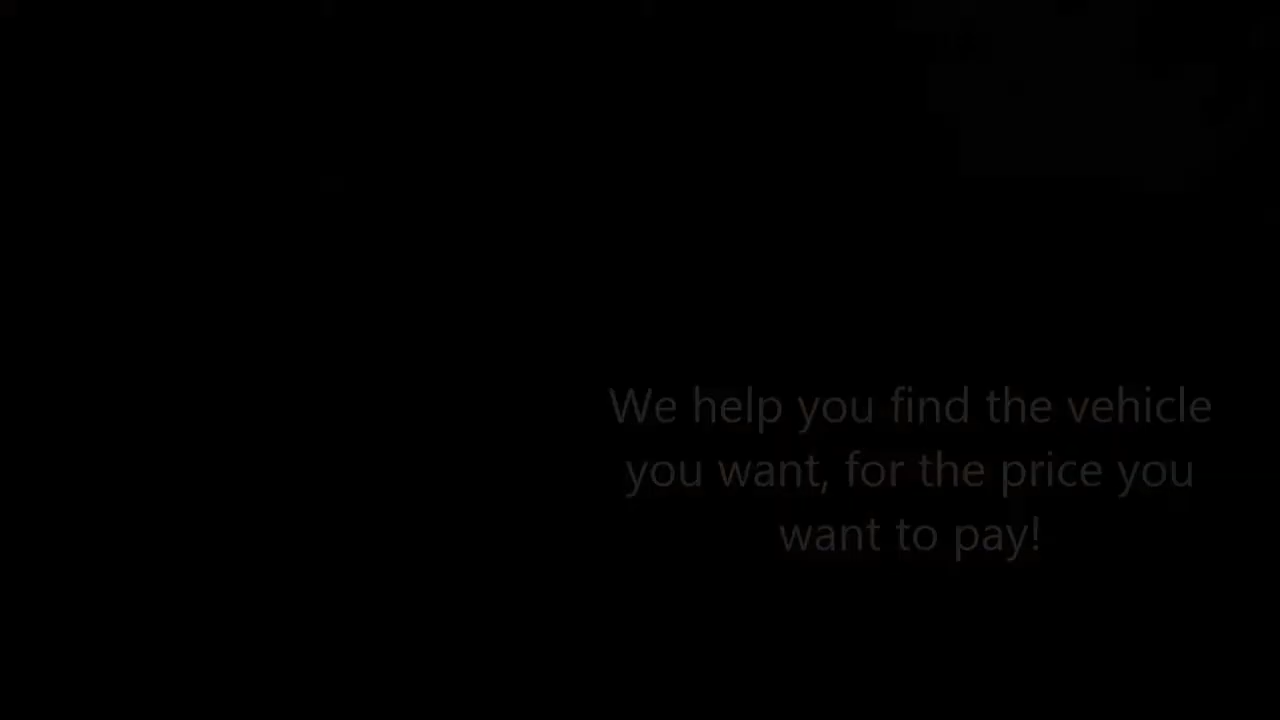 We help you find the vehicle
you want, for the price you
want to pay!